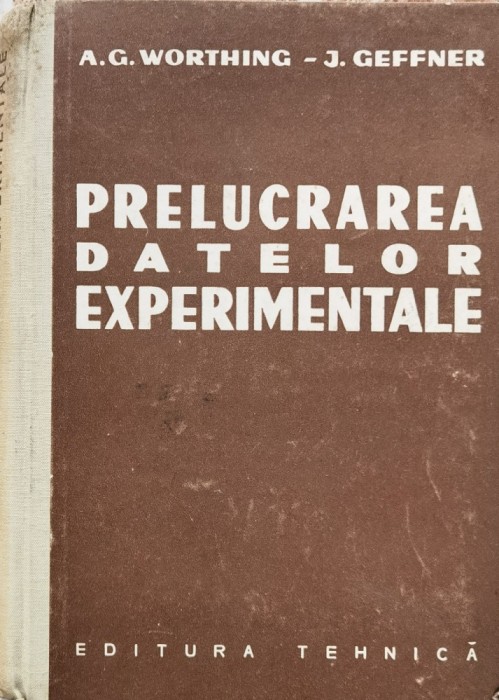 A.G. WORTHING – J. GEFFNER
PRELUCRAREA
DATELOR
EXPERIMENTALE
EDITURA TEHNICĂ